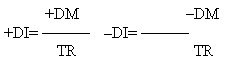 +DM –DM
+DI= –DI=
TR TR